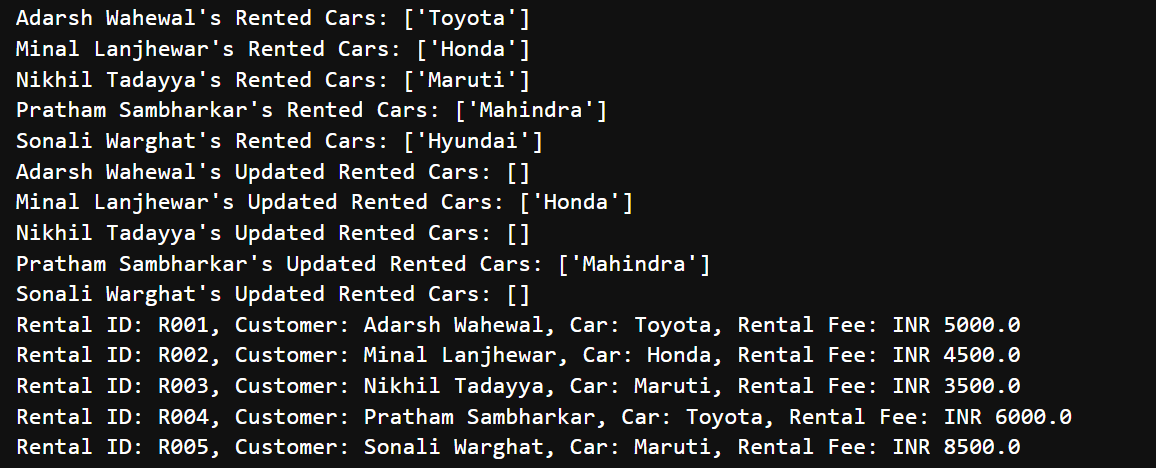 Adarsh Wahewal's Rented Cars: ['Toyota']
Minal Lanjhewar's Rented Cars: ['Honda']
Nikhil Tadayya's Rented Cars: ['Maruti']
Pratham Sambharkar's Rented Cars: ['Mahindra']
Sonali Warghat's Rented Cars: ['Hyundai']
Adarsh Wahewal's Updated Rented Cars: []
Minal Lanjhewar's Updated Rented Cars: ['Honda']
Nikhil Tadayya's Updated Rented Cars: []
Pratham Sambharkar's Updated Rented Cars: ['Mahindra']
Sonali Warghat's Updated Rented Cars: []
Rental ID: R001, Customer: Adarsh Wahewal, Car: Toyota, Rental Fee: INR 5000.0
Rental ID: R002, Customer: Minal Lanjhewar, Car: Honda, Rental Fee: INR 4500.0
Rental ID: R003, Customer: Nikhil Tadayya, Car: Maruti, Rental Fee: INR 3500.0
Rental ID: R004, Customer: Pratham Sambharkar, Car: Toyota, Rental Fee: INR 6000.0
Rental ID: R005, Customer: Sonali Warghat, Car: Maruti, Rental Fee: INR 8500.0